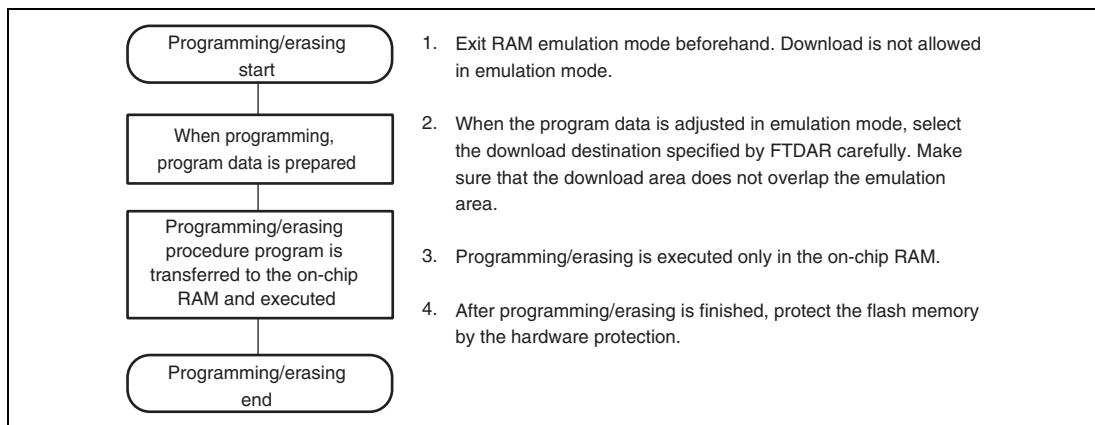 Programming/erasing
start
When programming,
program data is prepared
Programming/erasing
procedure program is
transferred to the on-chip
RAM and executed
Programming/erasing
end
1. Exit RAM emulation mode beforehand. Download is not allowed
in emulation mode.
2. When the program data is adjusted in emulation mode, select
the download destination specified by FTDAR carefully. Make
sure that the download area does not overlap the emulation
area.
3. Programming/erasing is executed only in the on-chip RAM.
4. After programming/erasing is finished, protect the flash memory
by the hardware protection.